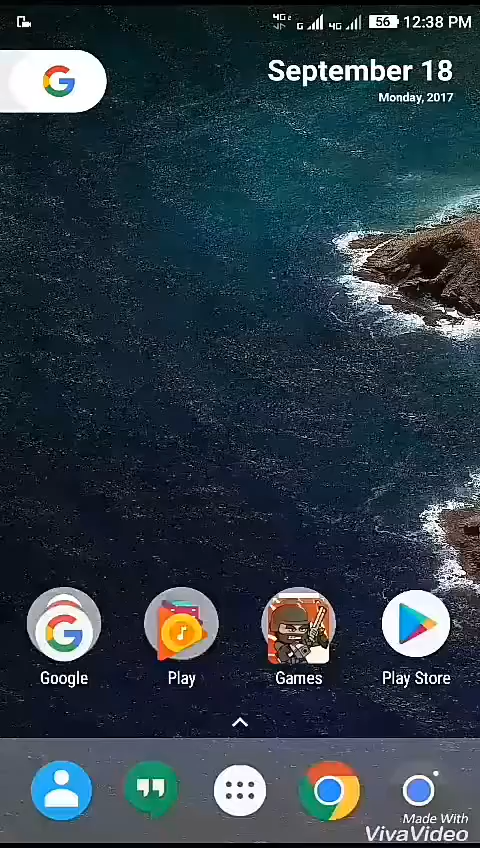 56 12:38 PM
September 18
Monday, 2017
Google
Play
Games
Play Store
Made With
VivaVideo